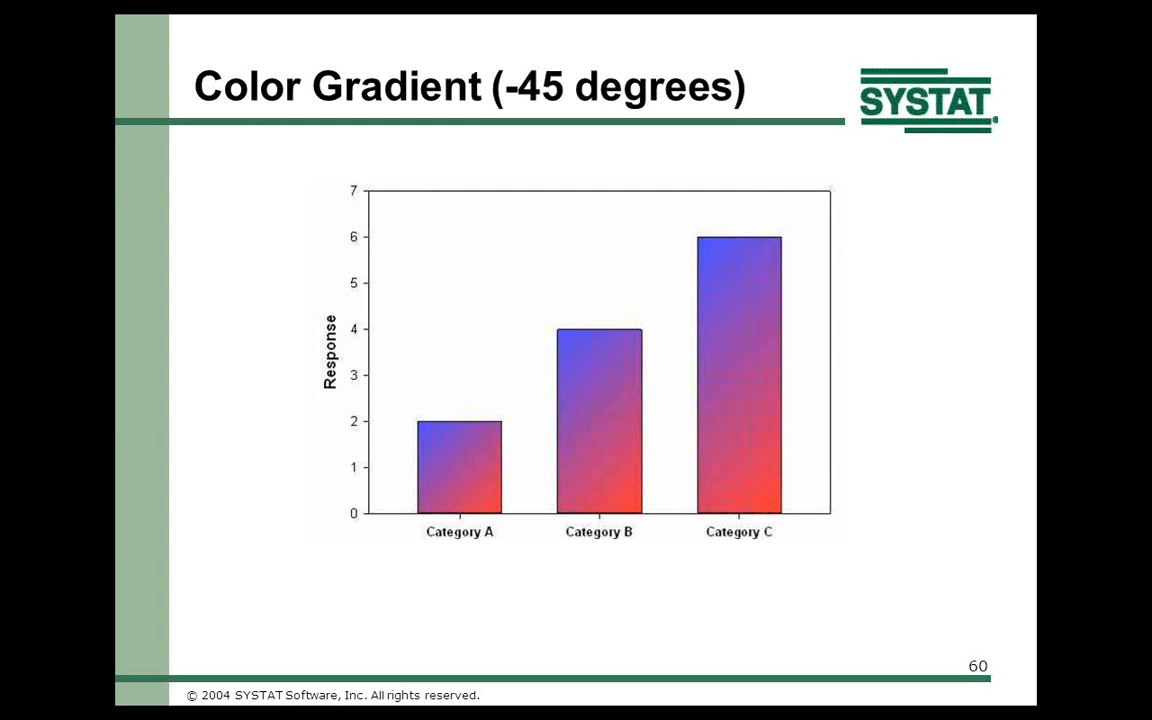 Color Gradient (-45 degrees)
SYSTAT®
7
6
5
4
3
2
1
0
Response
Category A Category B Category C
60
© 2004 SYSTAT Software, Inc. All rights reserved.